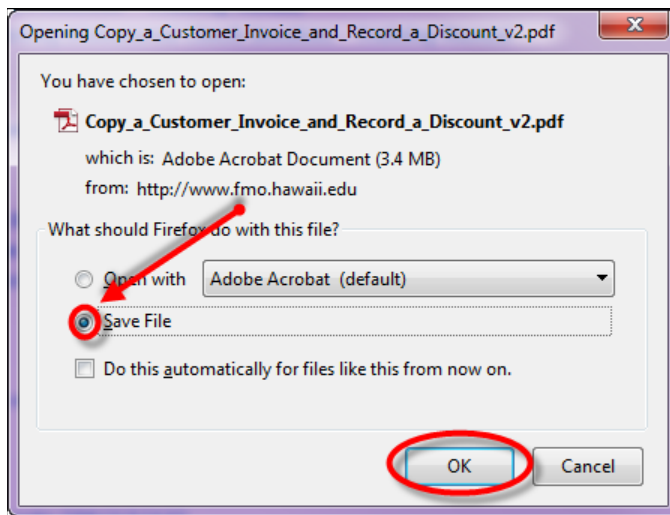 Opening Copy_a_Customer_Invoice_and_Record_a_Discount_v2.pdf
X
You have chosen to open:
Copy_a_Customer_Invoice_and_Record_a_Discount_v2.pdf
which is: Adobe Acrobat Document (3.4 MB)
from: http://www.fmo.hawaii.edu
What should Firefox do with this file?
Open with Adobe Acrobat (default)
Save File
Do this automatically for files like this from now on.
OK Cancel